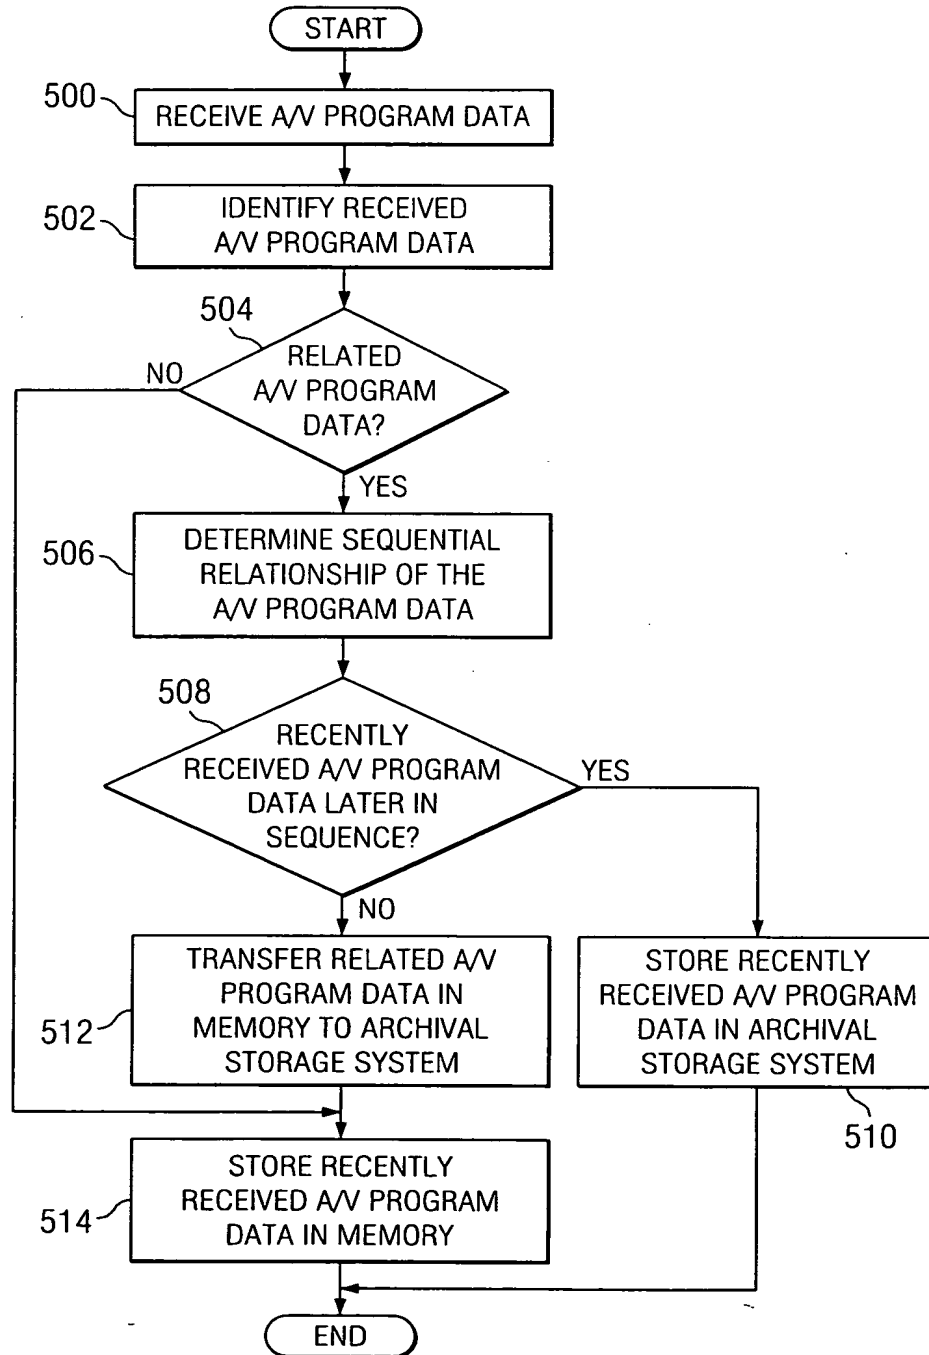 START
500
RECEIVE A/V PROGRAM DATA
502
IDENTIFY RECEIVED
A/V PROGRAM DATA
504
RELATED
A/V PROGRAM
DATA?
NO
YES
506
DETERMINE SEQUENTIAL
RELATIONSHIP OF THE
A/V PROGRAM DATA
508
RECENTLY
RECEIVED A/V PROGRAM
DATA LATER IN
SEQUENCE?
YES
NO
512
TRANSFER RELATED A/V
PROGRAM DATA IN
MEMORY TO ARCHIVAL
STORAGE SYSTEM
STORE RECENTLY
RECEIVED A/V PROGRAM
DATA IN ARCHIVAL
STORAGE SYSTEM
510
514
STORE RECENTLY
RECEIVED A/V PROGRAM
DATA IN MEMORY
END